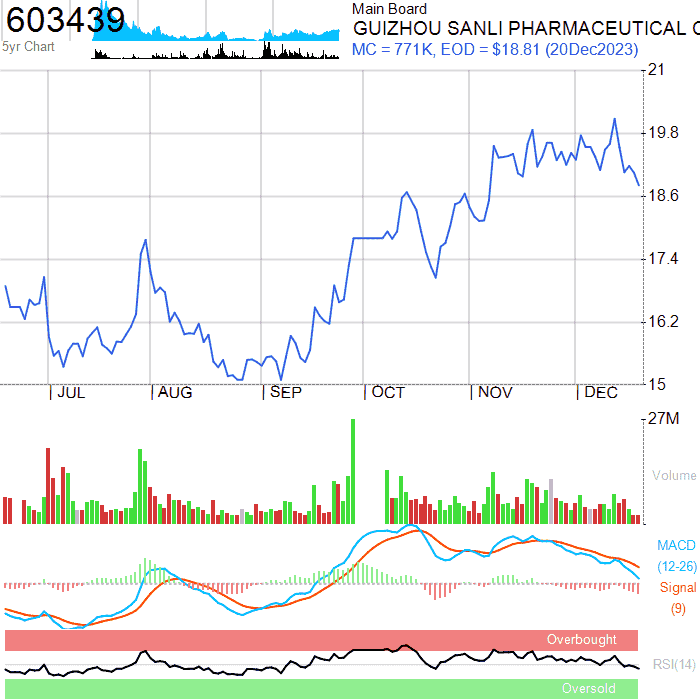 603439
5yr Chart
Main Board
GUIZHOU SANLI PHARMACEUTICAL C
MC = 771K, EOD = $18.81 (20Dec2023)
21
19.8
18.6
17.4
16.2
15
JUL
AUG
SEP
OCT
NOV
DEC
27M
Volume
MACD
(12-26)
Signal
(9)
Overbought
RSI(14)
Oversold